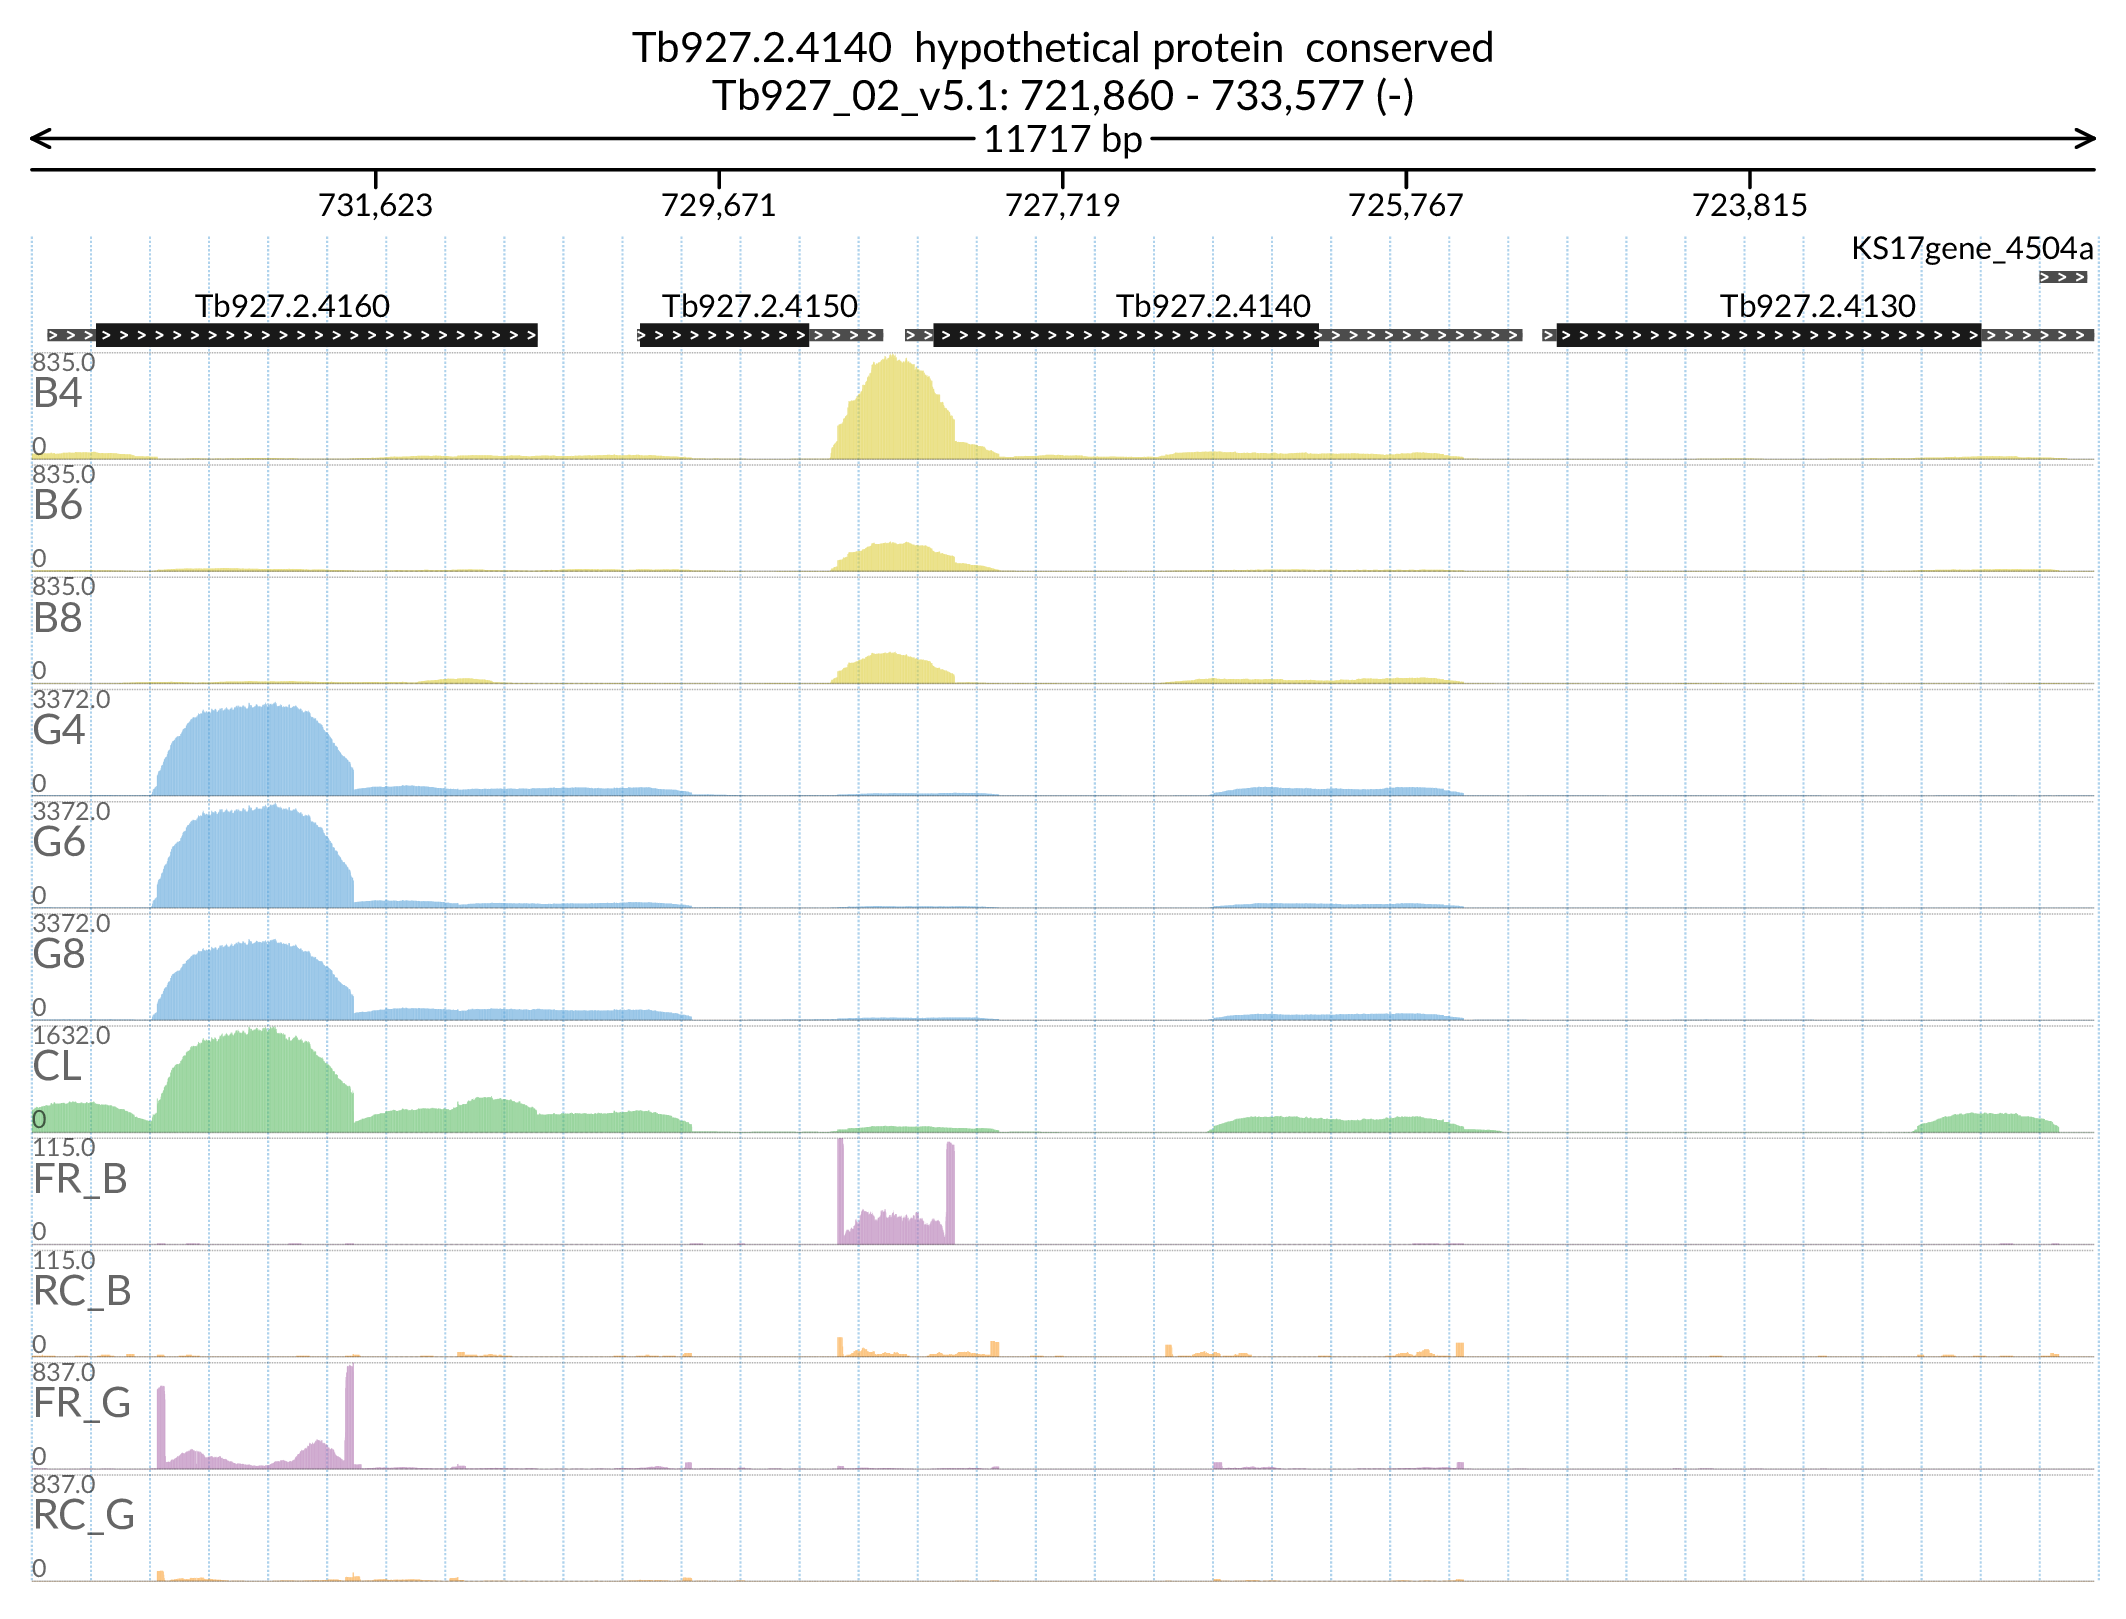 Tb927.2.4140  hypothetical protein  conserved
Tb927_02_v5.1: 721,860 - 733,577 (-)
11717 bp
731,623 729,671 727,719 725,767 723,815
KS17gene_4504a
Tb927.2.4160 Tb927.2.4150 Tb927.2.4140 Tb927.2.4130
835.0
B4
0
835.0
B6
0
835.0
B8
0
3372.0
G4
0
3372.0
G6
0
3372.0
G8
0
1632.0
CL
0
115.0
FR_B
0
115.0
RC_B
0
837.0
FR_G
0
837.0
RC_G
0